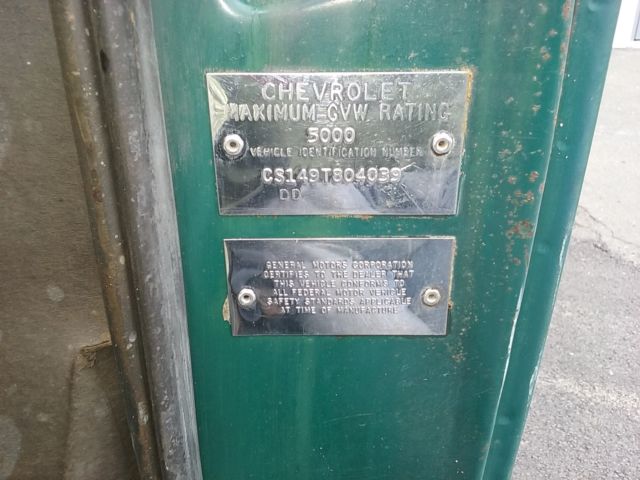 CHEVROLET
MAXIMUM GVW RATING
5000
VEHICLE IDENTIFICATION NUMBER
CS149T804039
DD
GENERAL MOTORS CORPORATION
CERTIFIES TO THE DEALER THAT
THIS VEHICLE CONFORMS TO
ALL FEDERAL MOTOR VEHICLE
SAFETY STANDARDS APPLICABLE
AT TIME OF MANUFACTURE